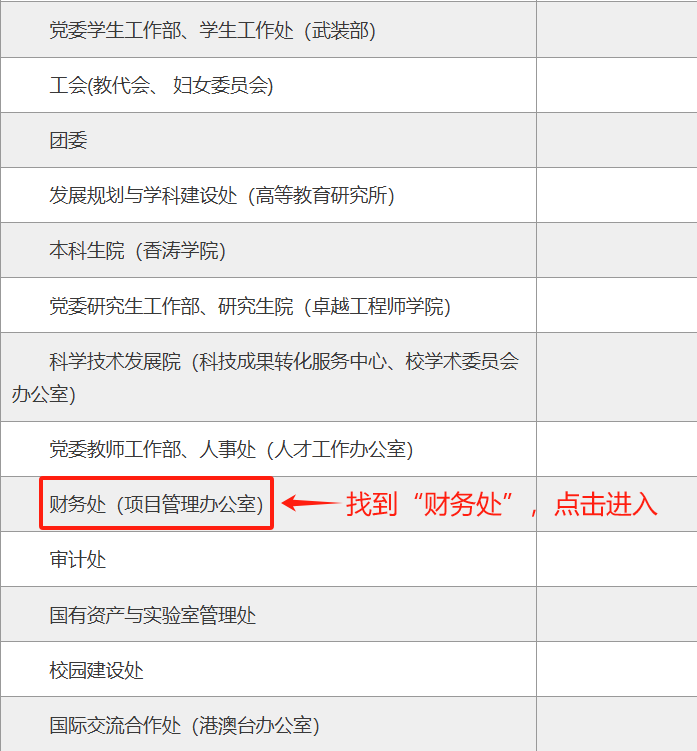 党委学生工作部、学生工作处（武装部）
工会(教代会、 妇女委员会)
团委
发展规划与学科建设处（高等教育研究所）
本科生院（香涛学院）
党委研究生工作部、研究生院（卓越工程师学院）
科学技术发展院（科技成果转化服务中心、校学术委员会
办公室）
党委教师工作部、人事处（人才工作办公室）
财务处（项目管理办公室）
找到“财务处”，点击进入
审计处
国有资产与实验室管理处
校园建设处
国际交流合作处（港澳台办公室）